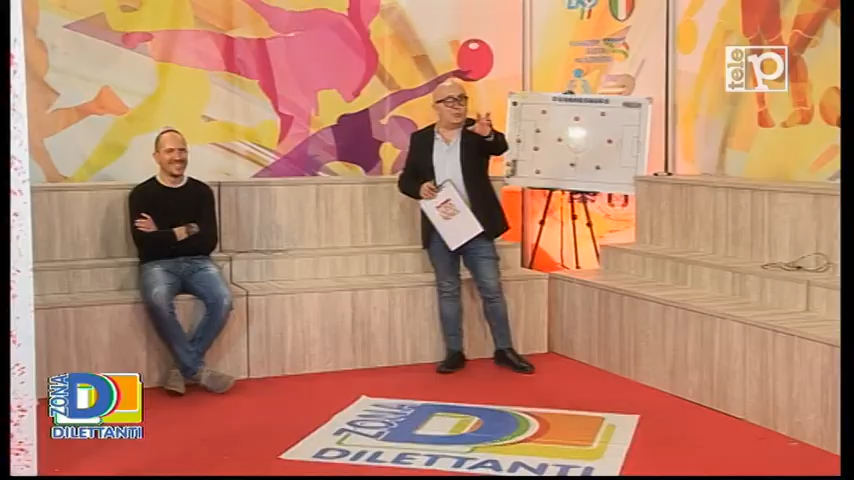 tele
P
ZONA
D
DILETTANTI
ZONA
D
DILETTANTI